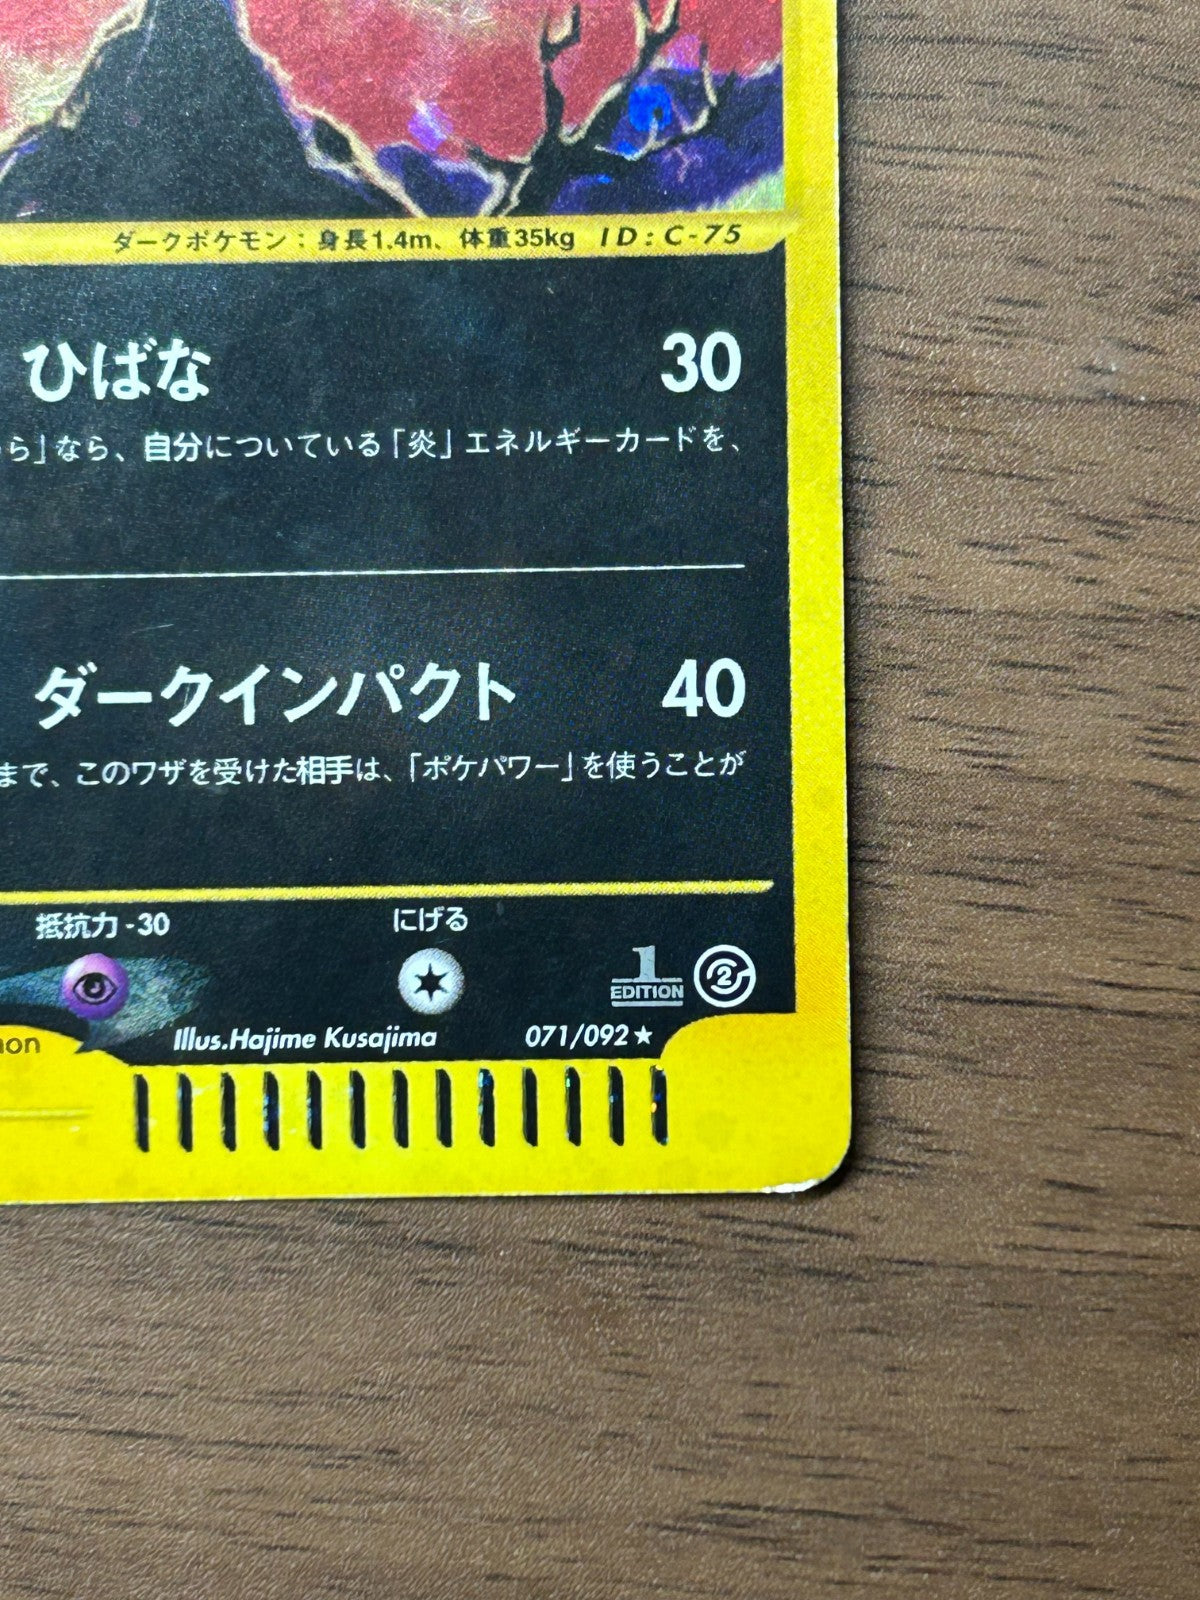 ダークポケモン：身長1.4m、体重35kg ID：C-75
ひばな 30
ら」なら、自分についている「炎」エネルギーカードを、
ダークインパクト 40
まで、このワザを受けた相手は、「ポケパワー」を使うことが
抵抗力-30 にげる
1 EDITION 2
Illus.Hajime Kusajima 071/092★
non